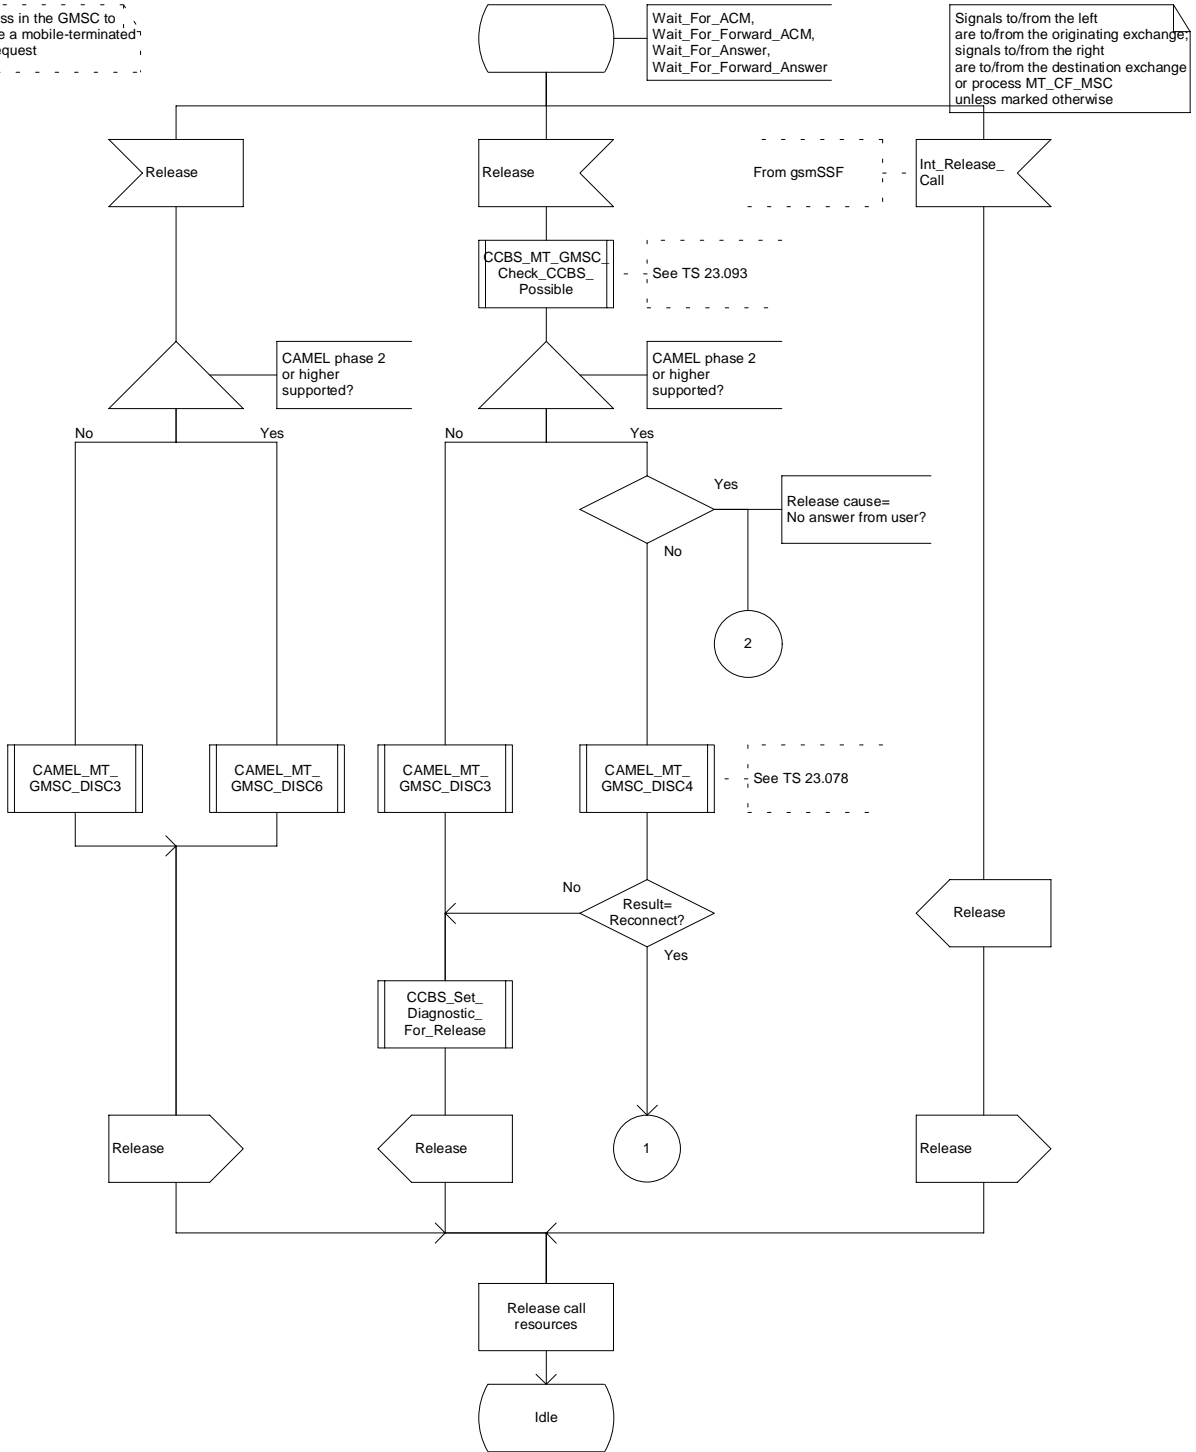 ss in the GMSC to
e a mobile-terminated
equest
Wait_For_ACM,
Wait_For_Forward_ACM,
Wait_For_Answer,
Wait_For_Forward_Answer
Signals to/from the left
are to/from the originating exchange;
signals to/from the right
are to/from the destination exchange
or process MT_CF_MSC
unless marked otherwise
Release
Release
From gsmSSF
Int_Release_
Call
CCBS_MT_GMSC_
Check_CCBS_
Possible
See TS 23.093
CAMEL phase 2
or higher
supported?
CAMEL phase 2
or higher
supported?
No
Yes
No
Yes
Yes
Release cause=
No answer from user?
No
2
CAMEL_MT_
GMSC_DISC3
CAMEL_MT_
GMSC_DISC6
CAMEL_MT_
GMSC_DISC3
CAMEL_MT_
GMSC_DISC4
See TS 23.078
No
Result=
Reconnect?
Release
Yes
CCBS_Set_
Diagnostic_
For_Release
Release
Release
1
Release
Release call
resources
Idle